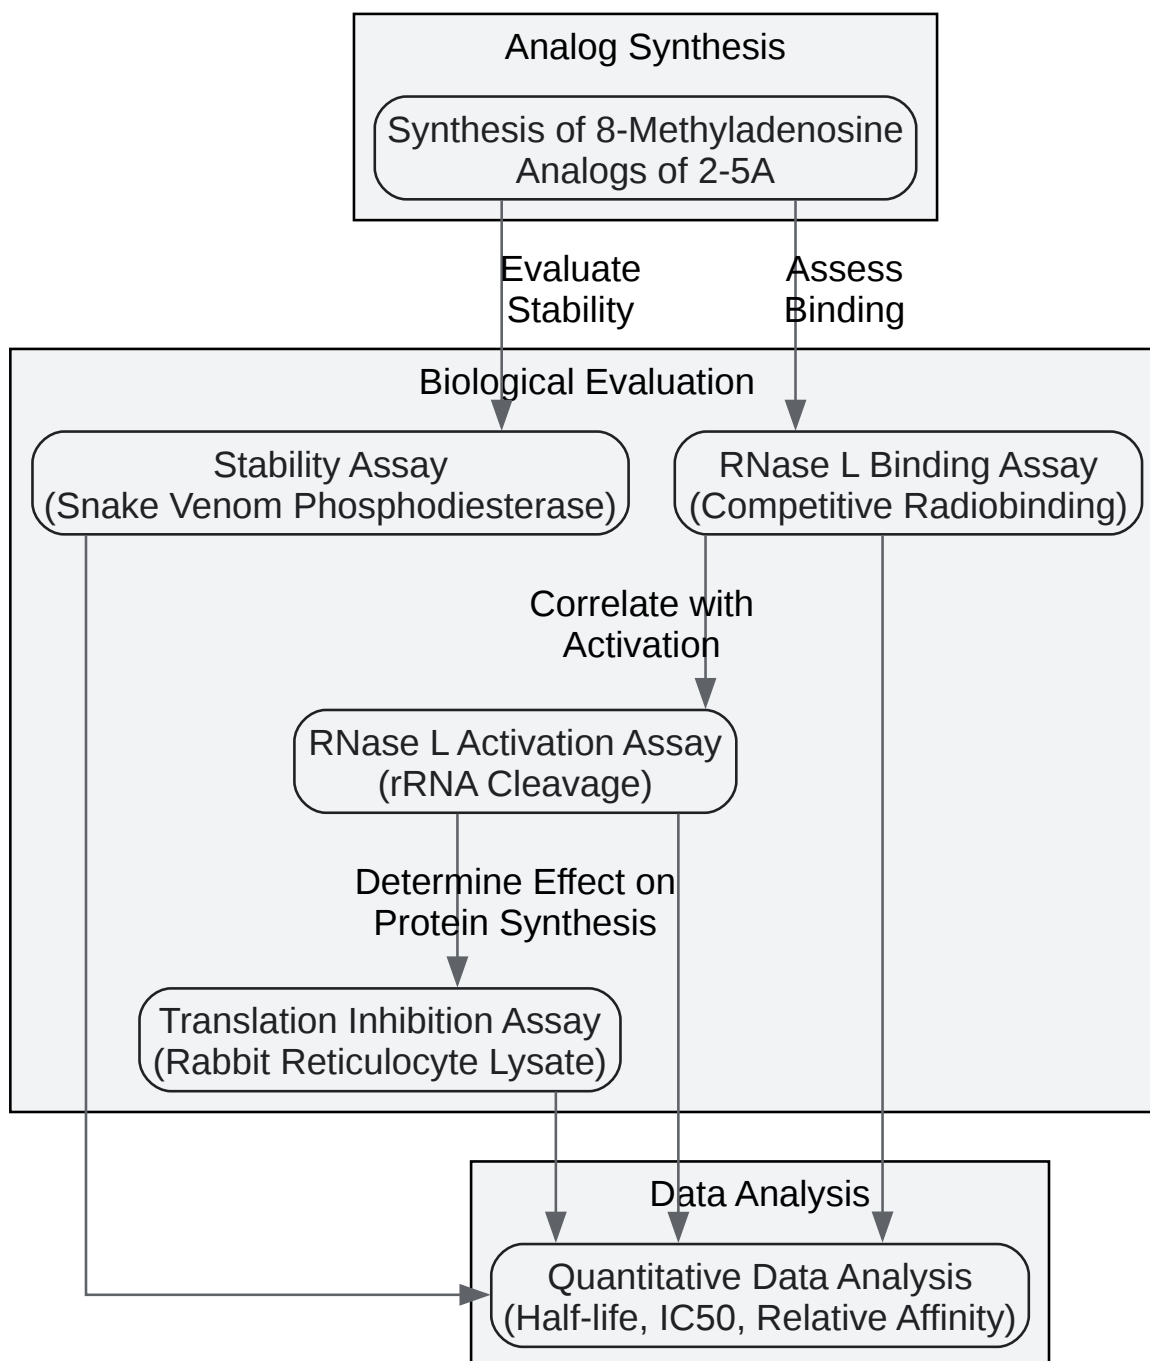 Analog Synthesis
Synthesis of 8-Methyladenosine
Analogs of 2-5A
Evaluate
Stability
Assess
Binding
Biological Evaluation
Stability Assay
(Snake Venom Phosphodiesterase)
RNase L Binding Assay
(Competitive Radiobinding)
Correlate with
Activation
RNase L Activation Assay
(rRNA Cleavage)
Determine Effect on
Protein Synthesis
Translation Inhibition Assay
(Rabbit Reticulocyte Lysate)
Data Analysis
Quantitative Data Analysis
(Half-life, IC50, Relative Affinity)